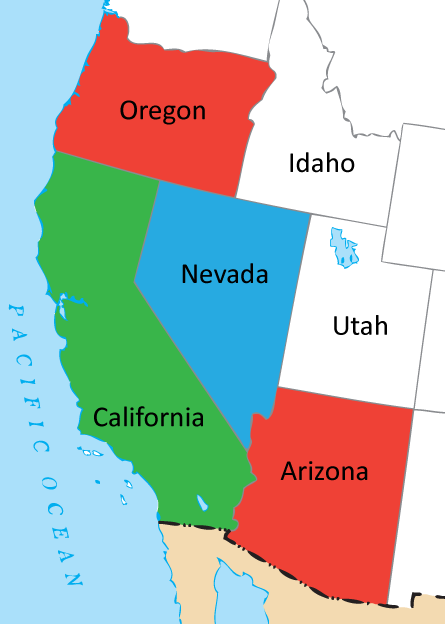 Oregon
Idaho
Nevada
Utah
California
Arizona
PACIFIC OCEAN